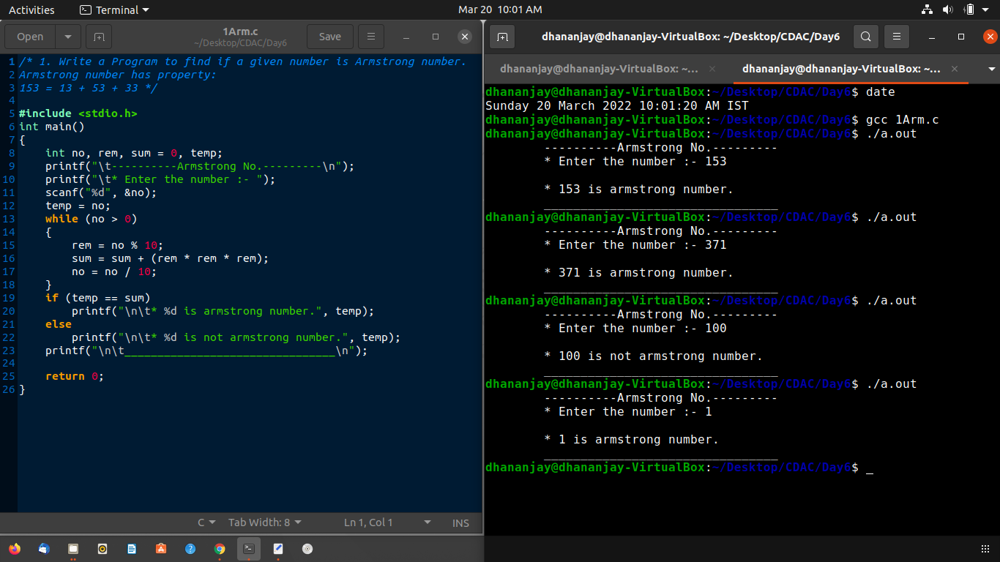 Activities
Terminal
Mar 20 10:01 AM
Open
1Arm.c
~/Desktop/CDAC/Day6
Save
1 /* 1. Write a Program to find if a given number is Armstrong number.
2 Armstrong number has property:
3 153 = 13 + 53 + 33 */
4
5 #include <stdio.h>
6 int main()
7 {
8     int no, rem, sum = 0, temp;
9     printf("\t----------Armstrong No.---------\n");
10     printf("\t* Enter the number :- ");
11     scanf("%d", &no);
12     temp = no;
13     while (no > 0)
14     {
15         rem = no % 10;
16         sum = sum + (rem * rem * rem);
17         no = no / 10;
18     }
19     if (temp == sum)
20         printf("\n\t* %d is armstrong number.", temp);
21     else
22         printf("\n\t* %d is not armstrong number.", temp);
23     printf("\n\t________________________________\n");
24
25     return 0;
26 }
C
Tab Width: 8
Ln 1, Col 1
INS
dhananjay@dhananjay-VirtualBox: ~/Desktop/CDAC/Day6
dhananjay@dhananjay-VirtualBox: ~/...
dhananjay@dhananjay-VirtualBox: ~/...
dhananjay@dhananjay-VirtualBox:~/Desktop/CDAC/Day6$ date
Sunday 20 March 2022 10:01:20 AM IST
dhananjay@dhananjay-VirtualBox:~/Desktop/CDAC/Day6$ gcc 1Arm.c
dhananjay@dhananjay-VirtualBox:~/Desktop/CDAC/Day6$ ./a.out
        ----------Armstrong No.---------
        * Enter the number :- 153

        * 153 is armstrong number.
        ________________________________
dhananjay@dhananjay-VirtualBox:~/Desktop/CDAC/Day6$ ./a.out
        ----------Armstrong No.---------
        * Enter the number :- 371

        * 371 is armstrong number.
        ________________________________
dhananjay@dhananjay-VirtualBox:~/Desktop/CDAC/Day6$ ./a.out
        ----------Armstrong No.---------
        * Enter the number :- 100

        * 100 is not armstrong number.
        ________________________________
dhananjay@dhananjay-VirtualBox:~/Desktop/CDAC/Day6$ ./a.out
        ----------Armstrong No.---------
        * Enter the number :- 1

        * 1 is armstrong number.
        ________________________________
dhananjay@dhananjay-VirtualBox:~/Desktop/CDAC/Day6$ _